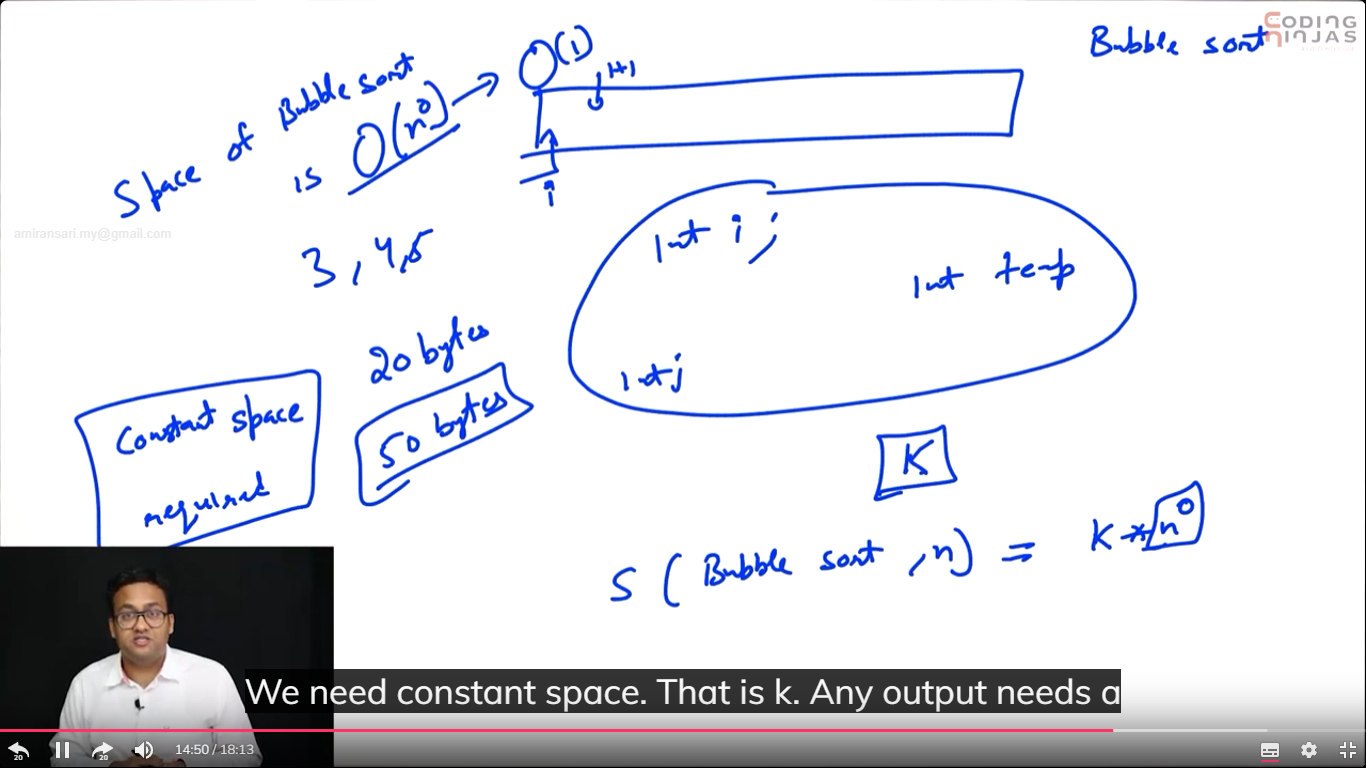 CODING
NINJAS
Bubble sort
Space of Bubble sort
is O(n⁰) → O(1)
i+1
i
amiransari.my@gmail.com
3, 4, 5
int i ;
int temp
int j
20 bytes
50 bytes
Constant space
required
K
S ( Bubble sort , n ) = K * n⁰
We need constant space. That is k. Any output needs a
20
20
14:50 / 18:13